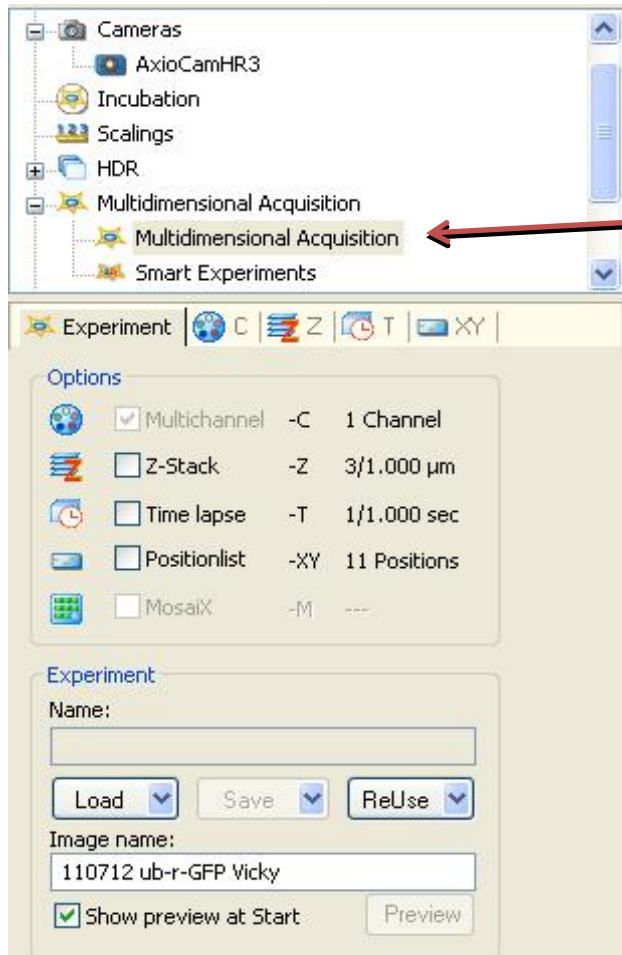 Cameras
AxioCamHR3
Incubation
Scalings
HDR
Multidimensional Acquisition
Multidimensional Acquisition
Smart Experiments
Experiment C Z T XY
Options
Multichannel -C 1 Channel
Z-Stack -Z 3/1.000 µm
Time lapse -T 1/1.000 sec
Positionlist -XY 11 Positions
MosaiX -M ---
Experiment
Name:
Load Save ReUse
Image name:
110712 ub-r-GFP Vicky
Show preview at Start Preview